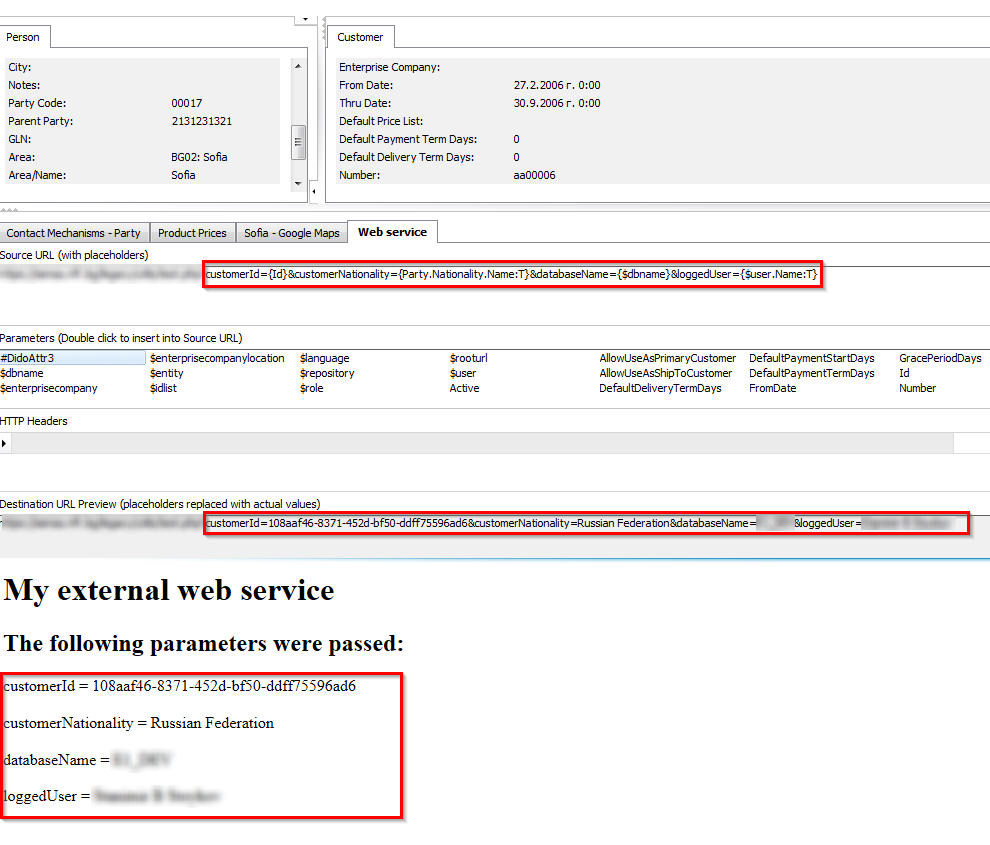 Person
City:
Notes:
Party Code: 00017
Parent Party: 2131231321
GLN:
Area: BG02: Sofia
Area/Name: Sofia
Customer
Enterprise Company:
From Date: 27.2.2006 г. 0:00
Thru Date: 30.9.2006 г. 0:00
Default Price List:
Default Payment Term Days: 0
Default Delivery Term Days: 0
Number: aa00006
Contact Mechanisms - Party Product Prices Sofia - Google Maps Web service
Source URL (with placeholders)
customerId={Id}&customerNationality={Party.Nationality.Name:T}&databaseName={$dbname}&loggedUser={$user.Name:T}
Parameters (Double click to insert into Source URL)
#DidoAttr3 $enterprisecompanylocation $language $rooturl AllowUseAsPrimaryCustomer DefaultPaymentStartDays GracePeriodDays
$dbname $entity $repository $user AllowUseAsShipToCustomer DefaultPaymentTermDays Id
$enterprisecompany $idlist $role Active DefaultDeliveryTermDays FromDate Number
HTTP Headers
Destination URL Preview (placeholders replaced with actual values)
customerId=108aaf46-8371-452d-bf50-ddff75596ad6&customerNationality=Russian Federation&databaseName= &loggedUser=
My external web service
The following parameters were passed:
customerId = 108aaf46-8371-452d-bf50-ddff75596ad6
customerNationality = Russian Federation
databaseName =
loggedUser =